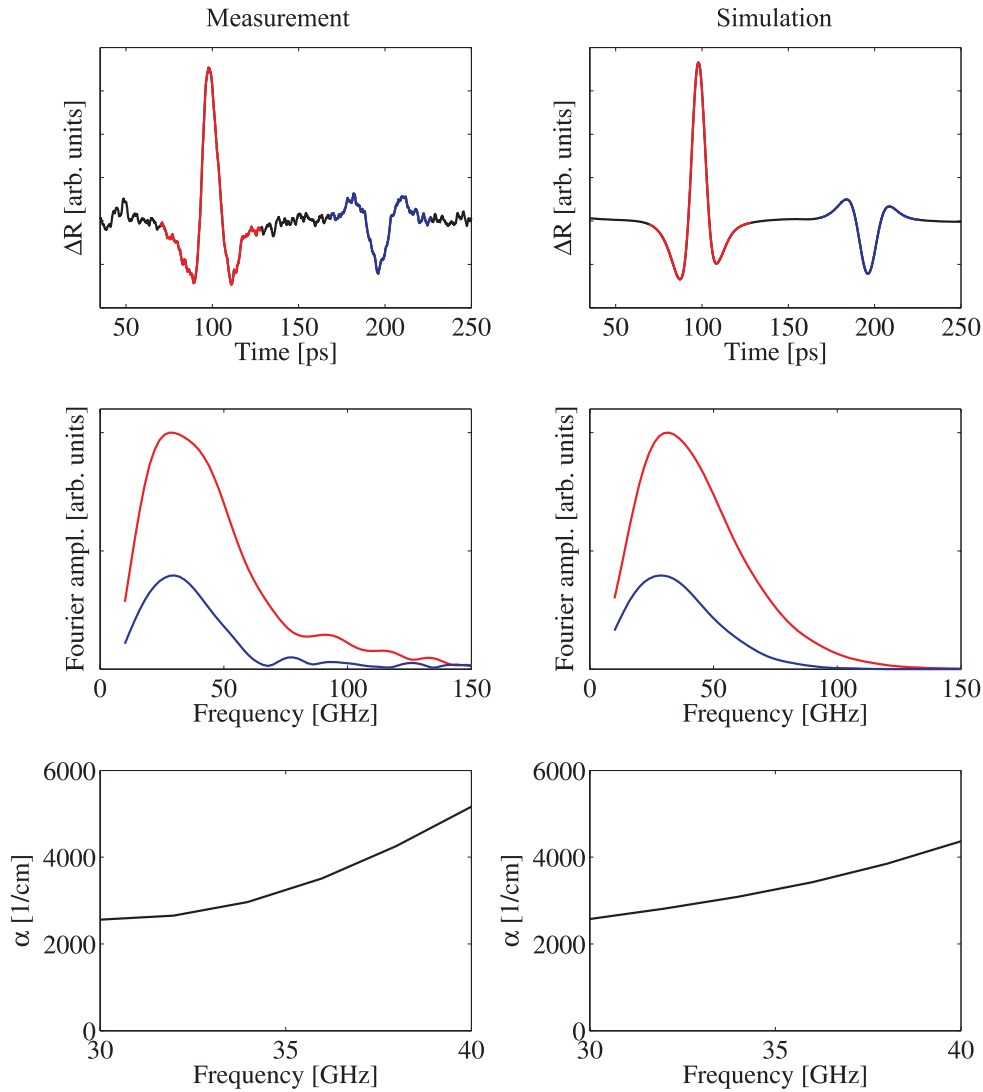 Measurement
Simulation
ΔR [arb. units]
50 100 150 200 250
Time [ps]
ΔR [arb. units]
50 100 150 200 250
Time [ps]
Fourier ampl. [arb. units]
0 50 100 150
Frequency [GHz]
Fourier ampl. [arb. units]
0 50 100 150
Frequency [GHz]
α [1/cm]
6000
4000
2000
0
30 35 40
Frequency [GHz]
α [1/cm]
6000
4000
2000
0
30 35 40
Frequency [GHz]